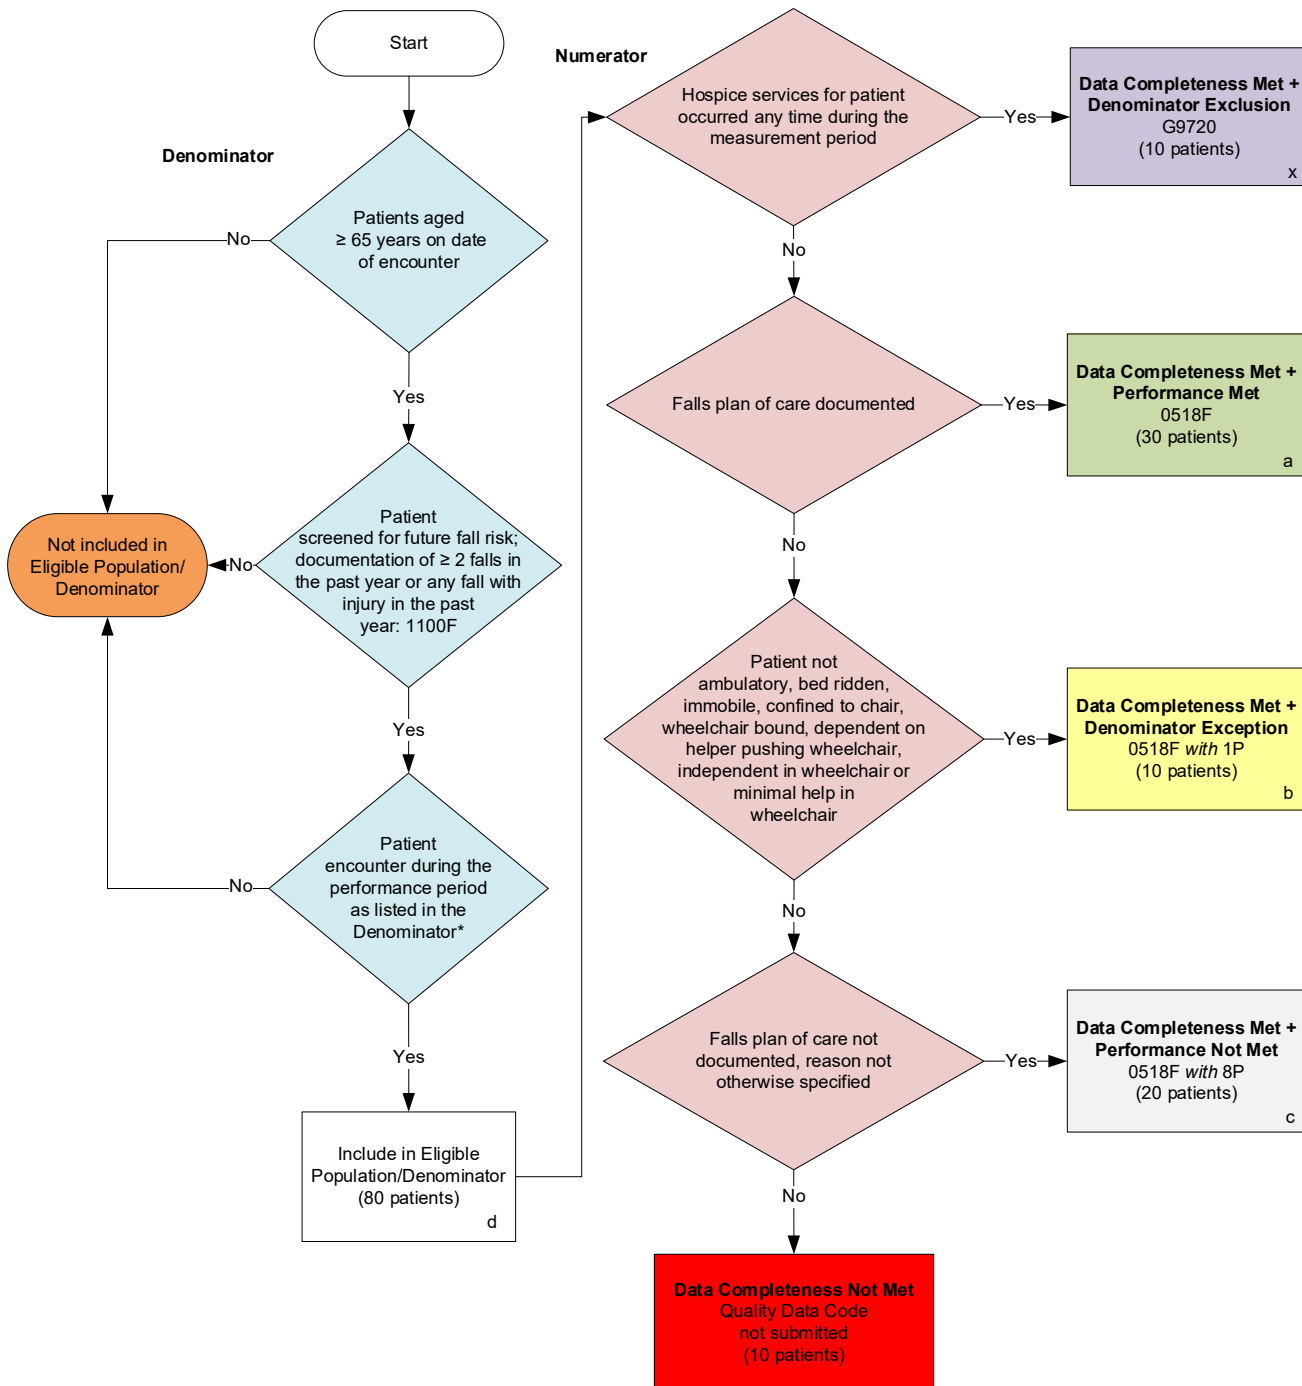 Start
Denominator
Patients aged
≥ 65 years on date
of encounter
No
Yes
Patient
screened for future fall risk;
documentation of ≥ 2 falls in
the past year or any fall with
injury in the past
year: 1100F
No
Not included in
Eligible Population/
Denominator
Yes
Patient
encounter during the
performance period
as listed in the
Denominator*
No
Yes
Include in Eligible
Population/Denominator
(80 patients)
d
Numerator
Hospice services for patient
occurred any time during the
measurement period
Yes
Data Completeness Met +
Denominator Exclusion
G9720
(10 patients)
x
No
Falls plan of care documented
Yes
Data Completeness Met +
Performance Met
0518F
(30 patients)
a
No
Patient not
ambulatory, bed ridden,
immobile, confined to chair,
wheelchair bound, dependent on
helper pushing wheelchair,
independent in wheelchair or
minimal help in
wheelchair
Yes
Data Completeness Met +
Denominator Exception
0518F with 1P
(10 patients)
b
No
Falls plan of care not
documented, reason not
otherwise specified
Yes
Data Completeness Met +
Performance Not Met
0518F with 8P
(20 patients)
c
No
Data Completeness Not Met
Quality Data Code
not submitted
(10 patients)